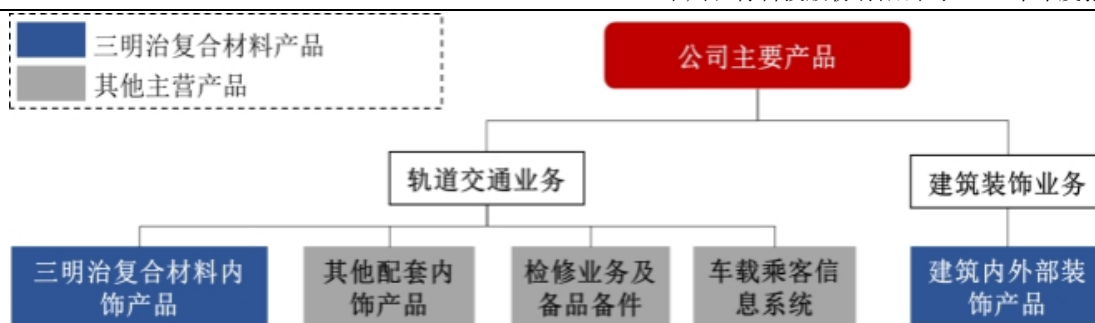 三明治复合材料产品
其他主营产品
公司主要产品
轨道交通业务
建筑装饰业务
三明治复合材料内
饰产品
其他配套内
饰产品
检修业务及
备品备件
车载乘客信
息系统
建筑内外部装
饰产品